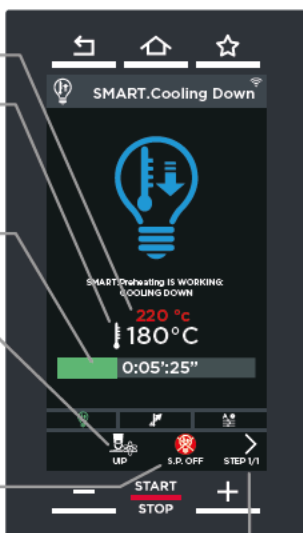 SMART.Cooling Down
SMART.Preheating IS WORKING:
COOLING DOWN
220 °c
180°C
0:05':25”
UIP
S.P. OFF
STEP 1/1
START
STOP